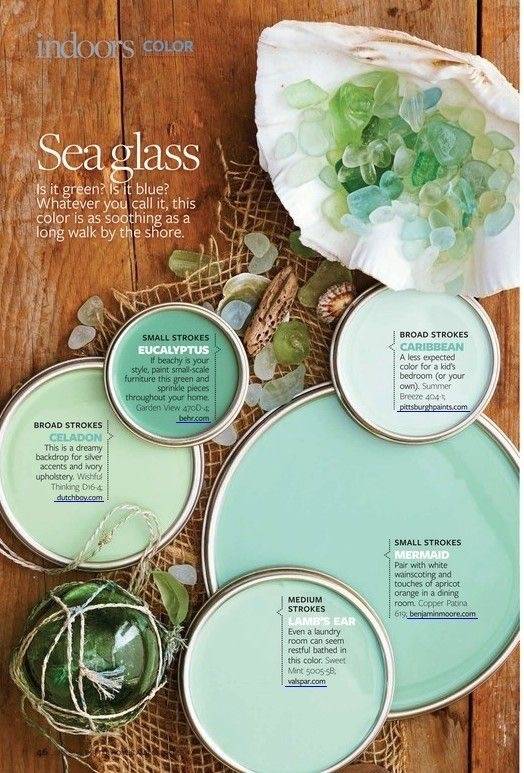 indoors COLOR
Sea glass
Is it green? Is it blue?
Whatever you call it, this
color is as soothing as a
long walk by the shore.
SMALL STROKES
EUCALYPTUS
If beachy is your
style, paint small-scale
furniture this green and
sprinkle pieces
throughout your home.
Garden View 470D-4;
behr.com
BROAD STROKES
CARIBBEAN
A less expected
color for a kid's
bedroom (or your
own). Summer
Breeze 404-1;
pittsburghpaints.com
BROAD STROKES
CELADON
This is a dreamy
backdrop for silver
accents and ivory
upholstery. Wishful
Thinking D16-4;
dutchboy.com
SMALL STROKES
MERMAID
Pair with white
wainscoting and
touches of apricot
orange in a dining
room. Copper Patina
619; benjaminmoore.com
MEDIUM
STROKES
LAMB'S EAR
Even a laundry
room can seem
restful bathed in
this color. Sweet
Mint 5005-5B;
valspar.com
46